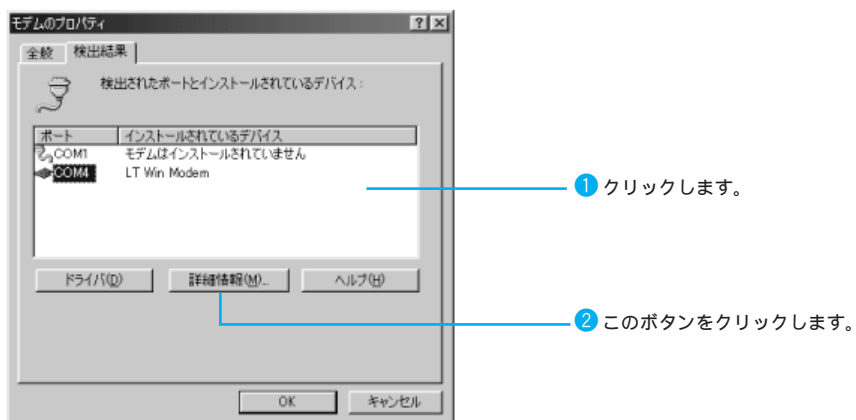 モデムのプロパティ
全般 検出結果
検出されたポートとインストールされているデバイス:
ポート インストールされているデバイス
COM1 モデムはインストールされていません
COM4 LT Win Modem
❶ クリックします。
ドライバ(D) 詳細情報(M)... ヘルプ(H)
❷ このボタンをクリックします。
OK キャンセル